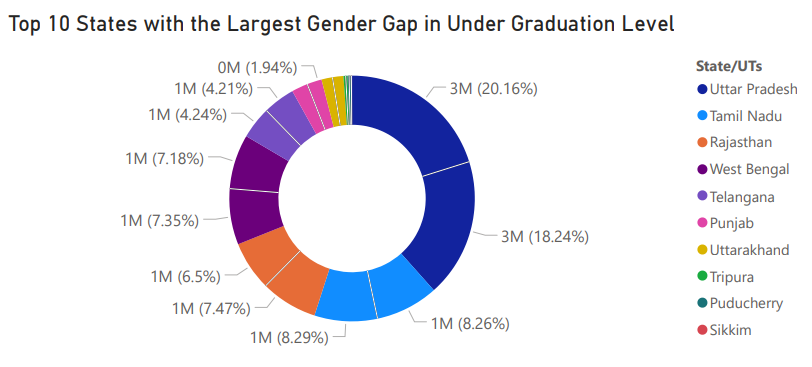 Top 10 States with the Largest Gender Gap in Under Graduation Level
0M (1.94%)
1M (4.21%)
1M (4.24%)
1M (7.18%)
1M (7.35%)
1M (6.5%)
1M (7.47%)
1M (8.29%)
1M (8.26%)
3M (18.24%)
3M (20.16%)
State/UTs
Uttar Pradesh
Tamil Nadu
Rajasthan
West Bengal
Telangana
Punjab
Uttarakhand
Tripura
Puducherry
Sikkim